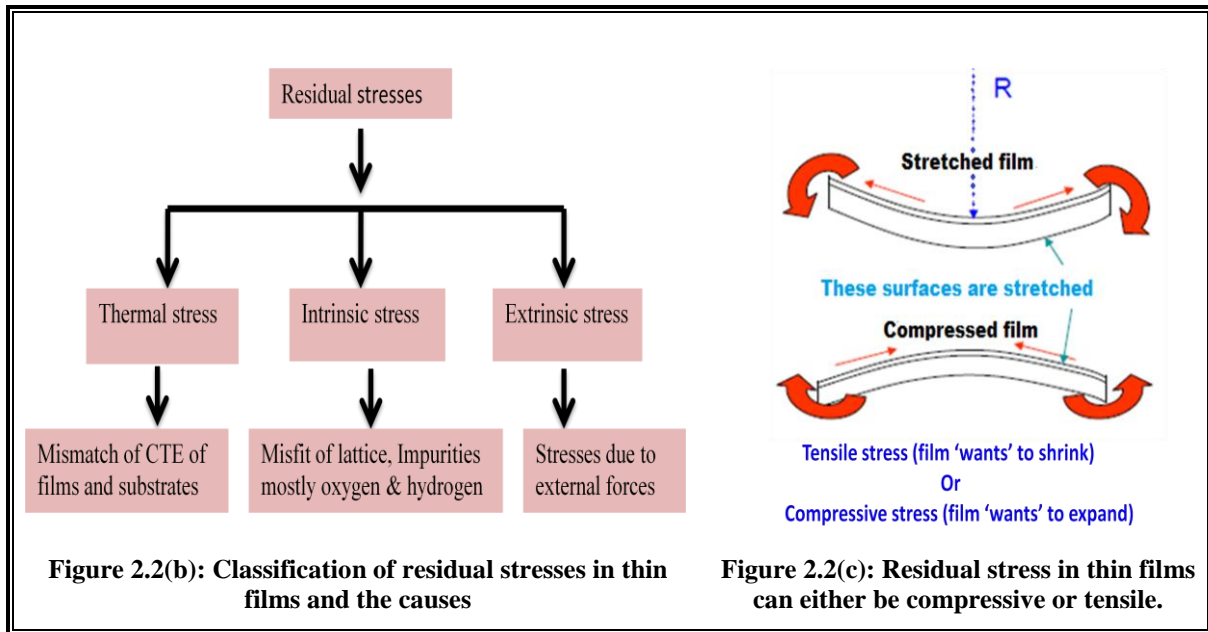 Residual stresses
Thermal stress
Intrinsic stress
Extrinsic stress
Mismatch of CTE of
films and substrates
Misfit of lattice, Impurities
mostly oxygen & hydrogen
Stresses due to
external forces
Figure 2.2(b): Classification of residual stresses in thin
films and the causes
R
Stretched film
These surfaces are stretched
Compressed film
Tensile stress (film ‘wants’ to shrink)
Or
Compressive stress (film ‘wants’ to expand)
Figure 2.2(c): Residual stress in thin films
can either be compressive or tensile.